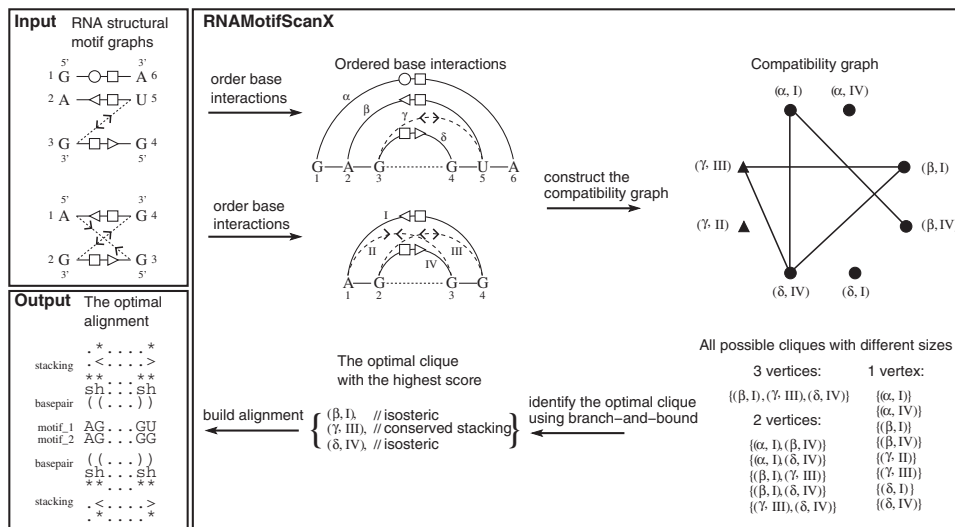 Input
RNA structural
motif graphs
5' 3'
1 G A 6
2 A U 5
3 G G 4
3' 5'
5' 3'
1 A G 4
2 G G 3
3' 5'
Output
The optimal
alignment
. * . . . . *
stacking . < . . . . >
* * . . . * *
sh...sh
basepair ((...))
motif_1 AG...GU
motif_2 AG...GG
basepair ((...))
sh...sh
* * . . . * *
stacking . < . . . . >
. * . . . . *
RNAMotifScanX
order base
interactions
Ordered base interactions
α
β
γ
δ
G A G G U A
1 2 3 4 5 6
order base
interactions
I
II IV III
A G G G
1 2 3 4
construct the
compatibility graph
Compatibility graph
(α, I) (α, IV)
(γ, III) (β, I)
(γ, II) (β, IV)
(δ, IV) (δ, I)
All possible cliques with different sizes
3 vertices:
{(β, I), (γ, III), (δ, IV)}
2 vertices:
{(α, I), (β, IV)}
{(α, I), (δ, IV)}
{(β, I), (γ, III)}
{(β, I), (δ, IV)}
{(γ, III), (δ, IV)}
1 vertex:
{(α, I)}
{(α, IV)}
{(β, I)}
{(β, IV)}
{(γ, II)}
{(γ, III)}
{(δ, I)}
{(δ, IV)}
identify the optimal clique
using branch−and−bound
The optimal clique
with the highest score
(β, I), // isosteric
(γ, III), // conserved stacking
(δ, IV), // isosteric
build alignment